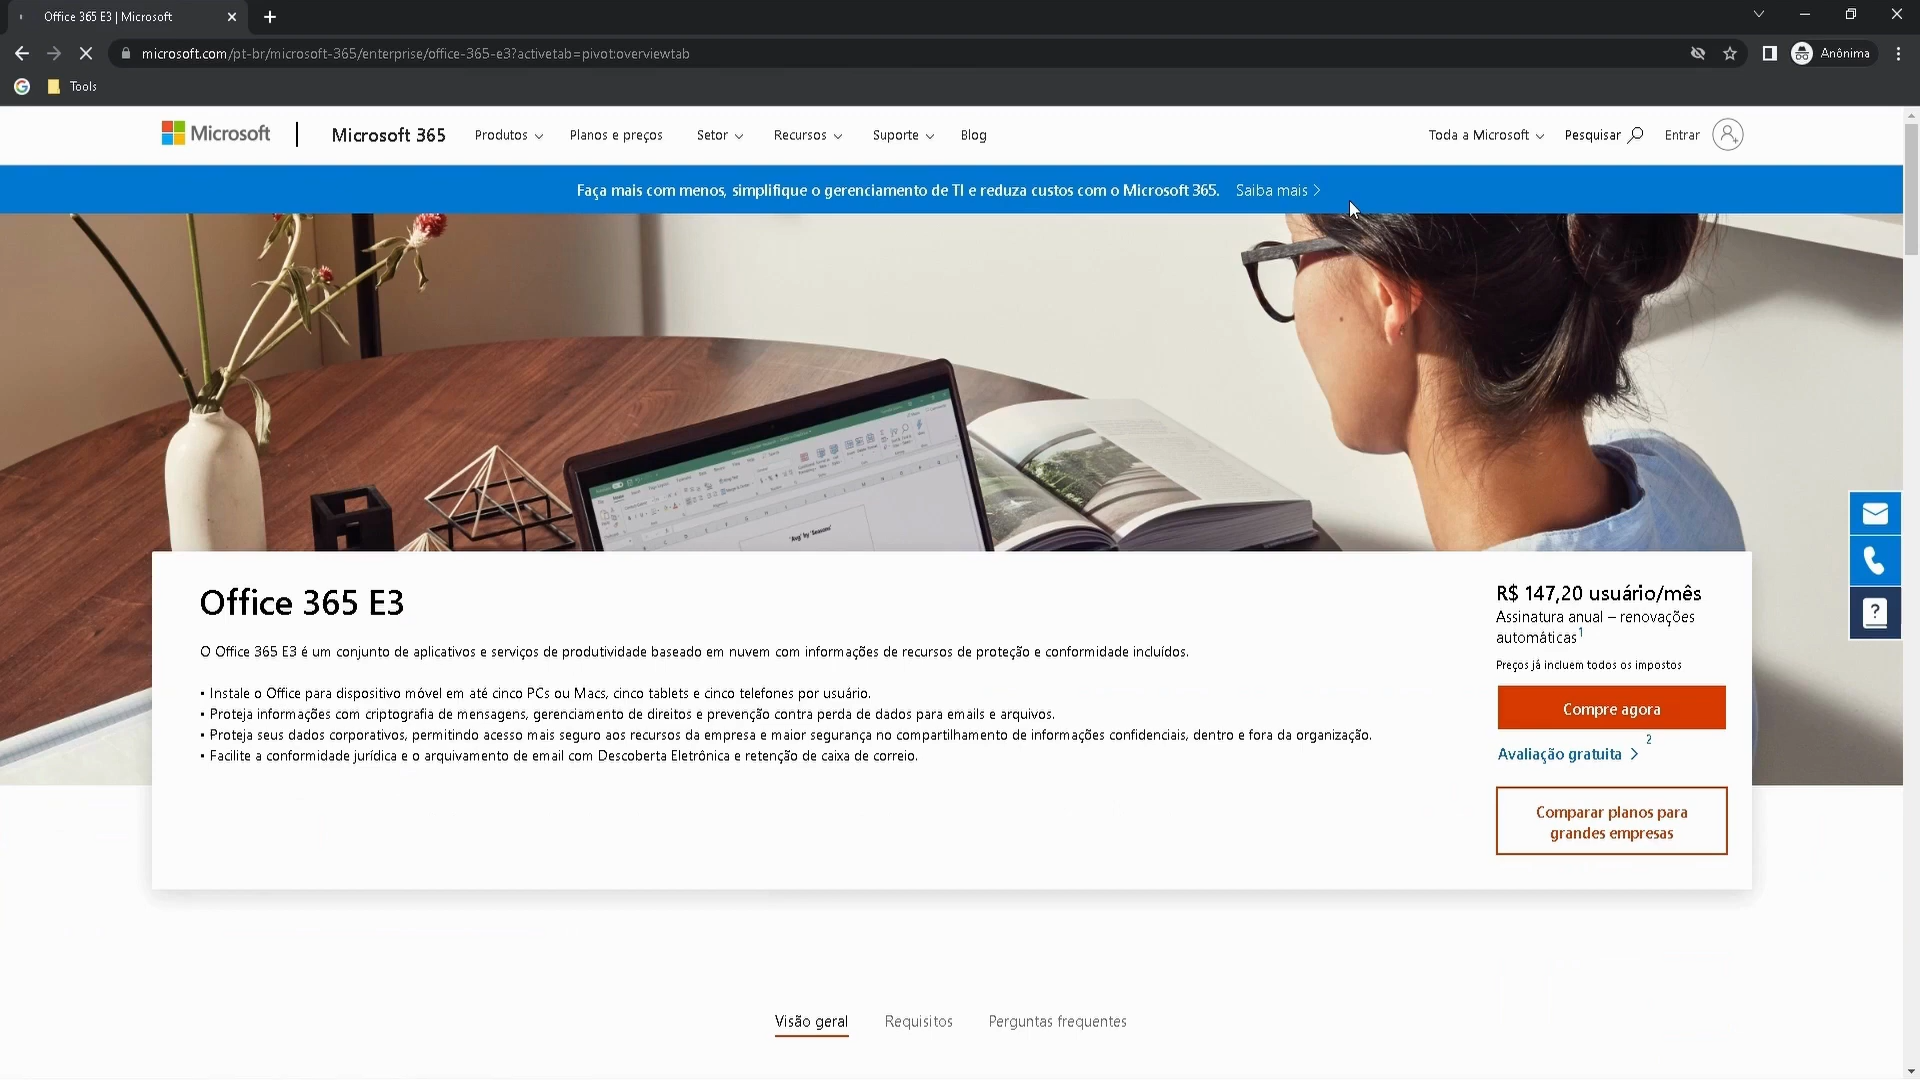 Office 365 E3 | Microsoft
microsoft.com/pt-br/microsoft-365/enterprise/office-365-e3?activetab=pivot:overviewtab
Anônima
Tools
Microsoft
Microsoft 365
Produtos
Planos e preços
Setor
Recursos
Suporte
Blog
Toda a Microsoft
Pesquisar
Entrar
Faça mais com menos, simplifique o gerenciamento de TI e reduza custos com o Microsoft 365. Saiba mais
'Avg' by 'Seasons'
Office 365 E3
O Office 365 E3 é um conjunto de aplicativos e serviços de produtividade baseado em nuvem com informações de recursos de proteção e conformidade incluídos.
• Instale o Office para dispositivo móvel em até cinco PCs ou Macs, cinco tablets e cinco telefones por usuário.
• Proteja informações com criptografia de mensagens, gerenciamento de direitos e prevenção contra perda de dados para emails e arquivos.
• Proteja seus dados corporativos, permitindo acesso mais seguro aos recursos da empresa e maior segurança no compartilhamento de informações confidenciais, dentro e fora da organização.
• Facilite a conformidade jurídica e o arquivamento de email com Descoberta Eletrônica e retenção de caixa de correio.
R$ 147,20 usuário/mês
Assinatura anual – renovações
automáticas1
Preços já incluem todos os impostos
Compre agora
Avaliação gratuita 2
Comparar planos para
grandes empresas
Visão geral
Requisitos
Perguntas frequentes